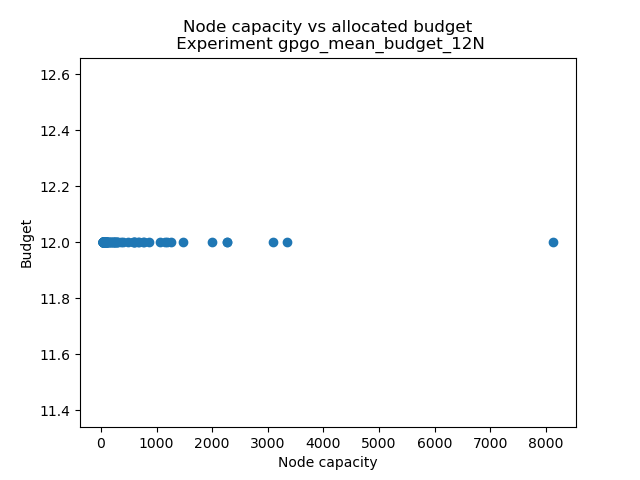 Node capacity vs allocated budget
Experiment gpgo_mean_budget_12N
12.6
12.4
12.2
12.0
11.8
11.6
11.4
Budget
0 1000 2000 3000 4000 5000 6000 7000 8000
Node capacity